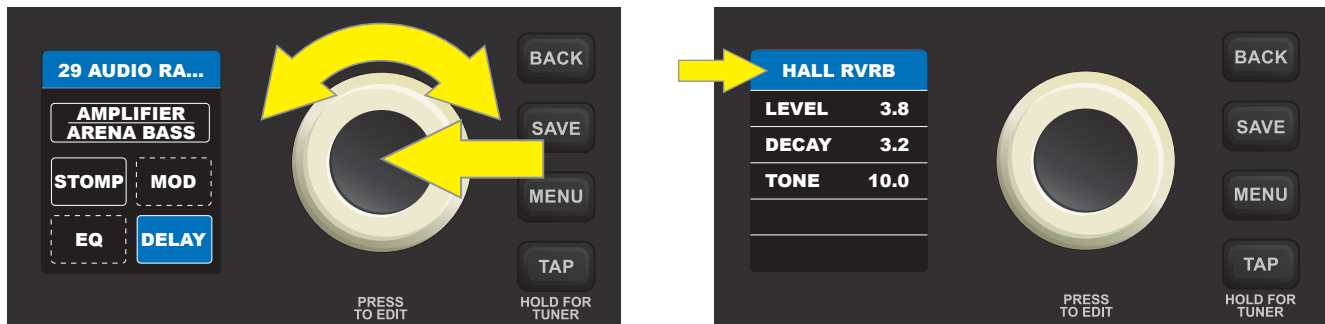 29 AUDIO RA...
AMPLIFIER
ARENA BASS
STOMP MOD
EQ DELAY
PRESS
TO EDIT
BACK
SAVE
MENU
TAP
HOLD FOR
TUNER
HALL RVRB
LEVEL 3.8
DECAY 3.2
TONE 10.0
PRESS
TO EDIT
BACK
SAVE
MENU
TAP
HOLD FOR
TUNER